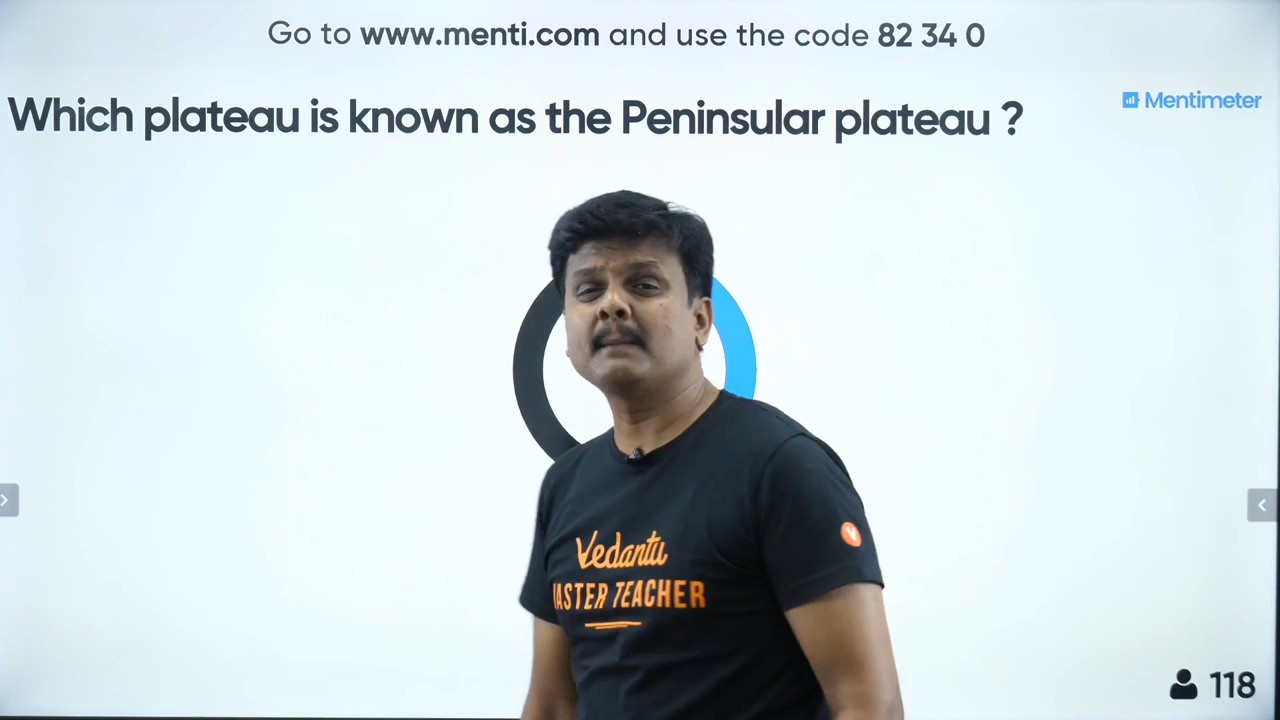 Go to www.menti.com and use the code 82 34 0
Mentimeter
Which plateau is known as the Peninsular plateau ?
Vedantu
MASTER TEACHER
V
118